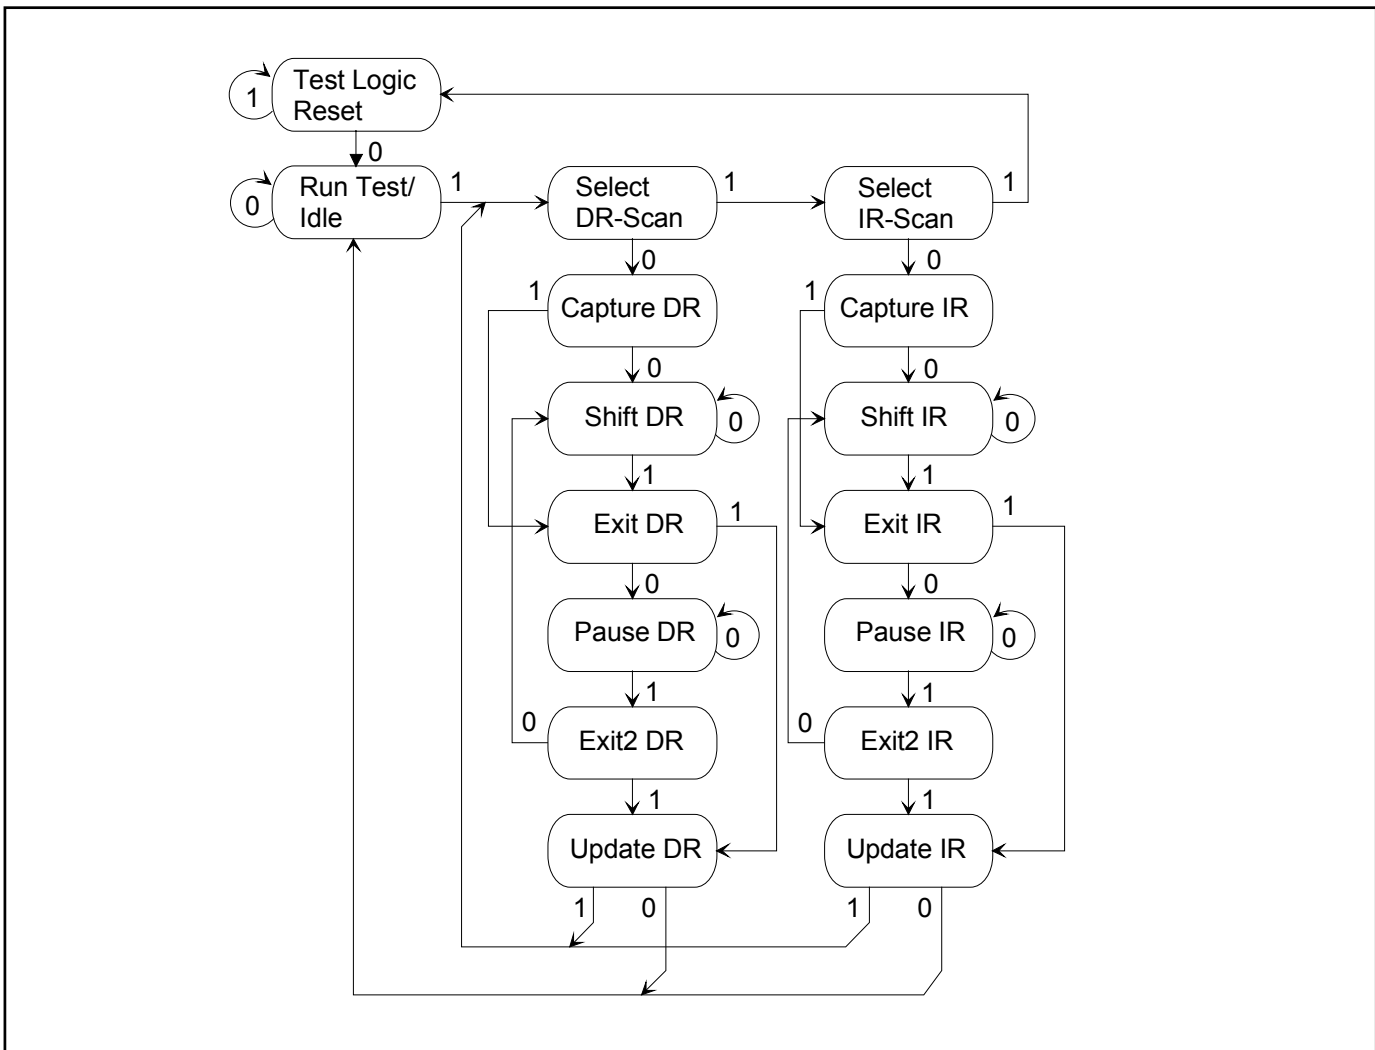 Test Logic
Reset
1
0
Run Test/
Idle
0
1
Select
DR-Scan
1
Select
IR-Scan
1
0
0
1
Capture DR
1
Capture IR
0
0
Shift DR
0
Shift IR
0
1
1
Exit DR
1
Exit IR
1
0
0
Pause DR
0
Pause IR
0
1
1
0
Exit2 DR
0
Exit2 IR
1
1
Update DR
Update IR
1
0
1
0